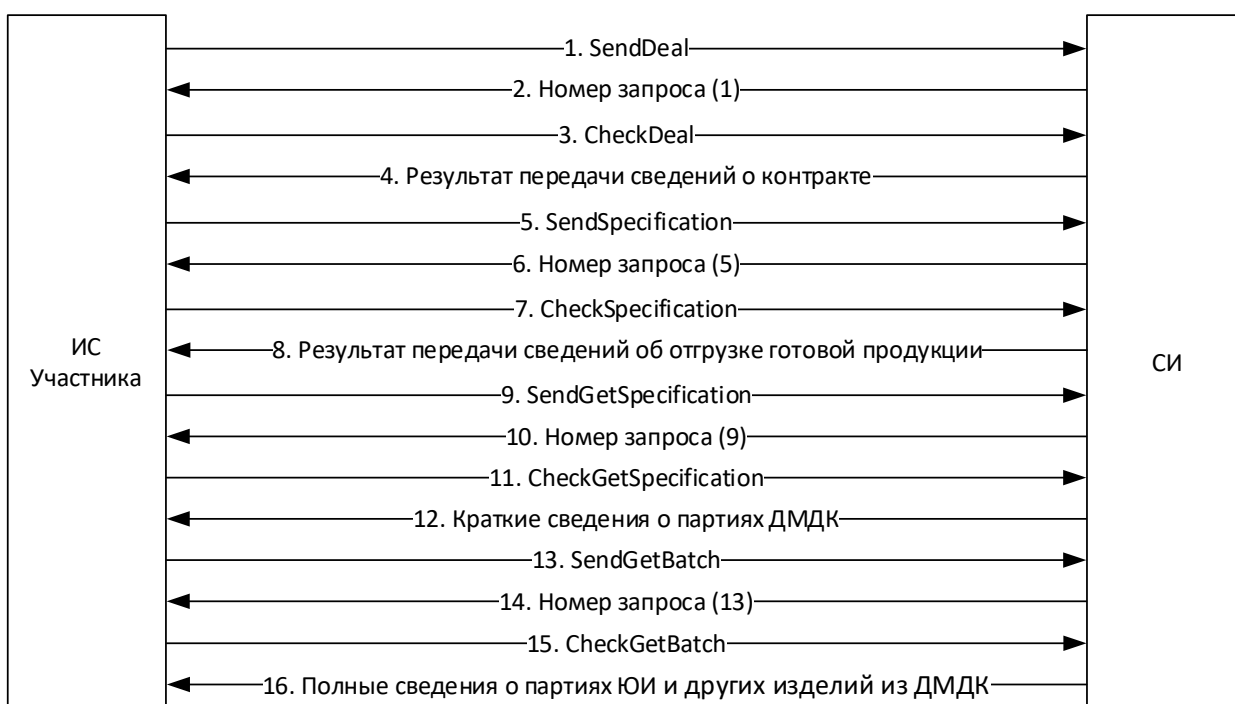 1. SendDeal
2. Номер запроса (1)
3. CheckDeal
4. Результат передачи сведений о контракте
5. SendSpecification
6. Номер запроса (5)
7. CheckSpecification
ИС
Участника
8. Результат передачи сведений об отгрузке готовой продукции
СИ
9. SendGetSpecification
10. Номер запроса (9)
11. CheckGetSpecification
12. Краткие сведения о партиях ДМДК
13. SendGetBatch
14. Номер запроса (13)
15. CheckGetBatch
16. Полные сведения о партиях ЮИ и других изделий из ДМДК